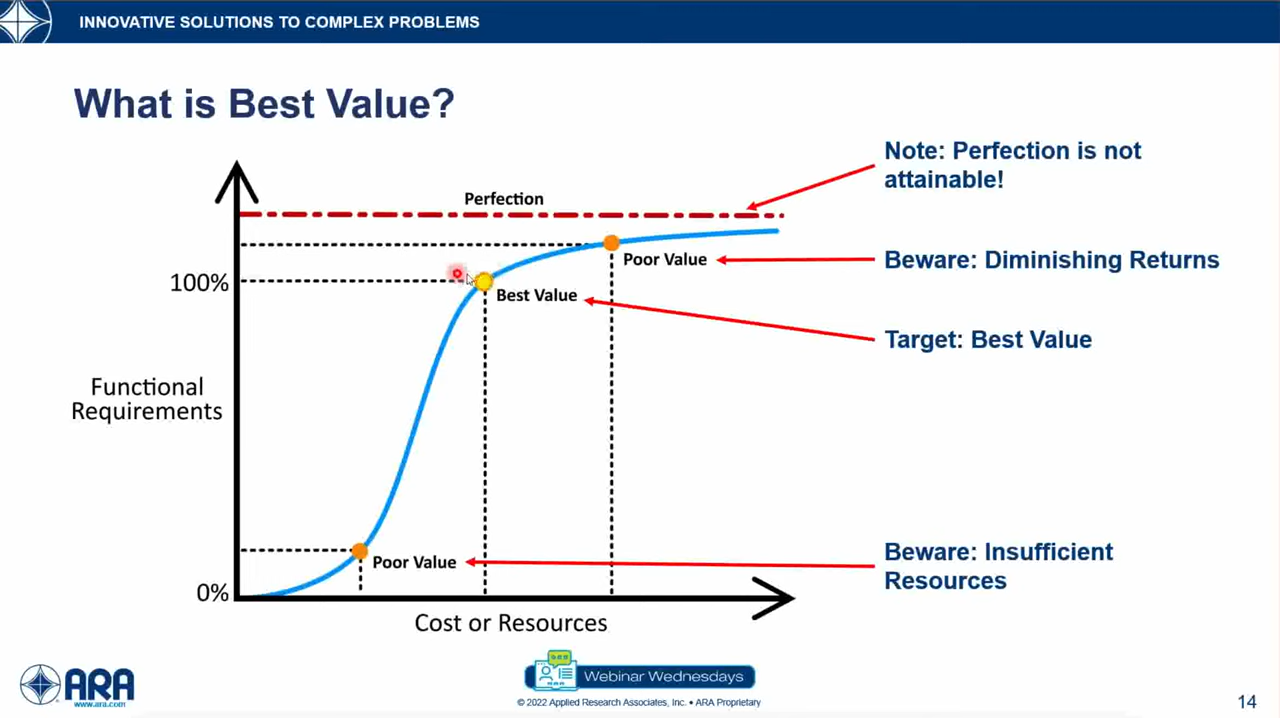 INNOVATIVE SOLUTIONS TO COMPLEX PROBLEMS
What is Best Value?
Note: Perfection is not
attainable!
Perfection
Poor Value
Beware: Diminishing Returns
100%
Best Value
Target: Best Value
Functional
Requirements
Poor Value
Beware: Insufficient
Resources
0%
Cost or Resources
ARA
www.ara.com
Webinar Wednesdays
© 2022 Applied Research Associates, Inc. • ARA Proprietary
14